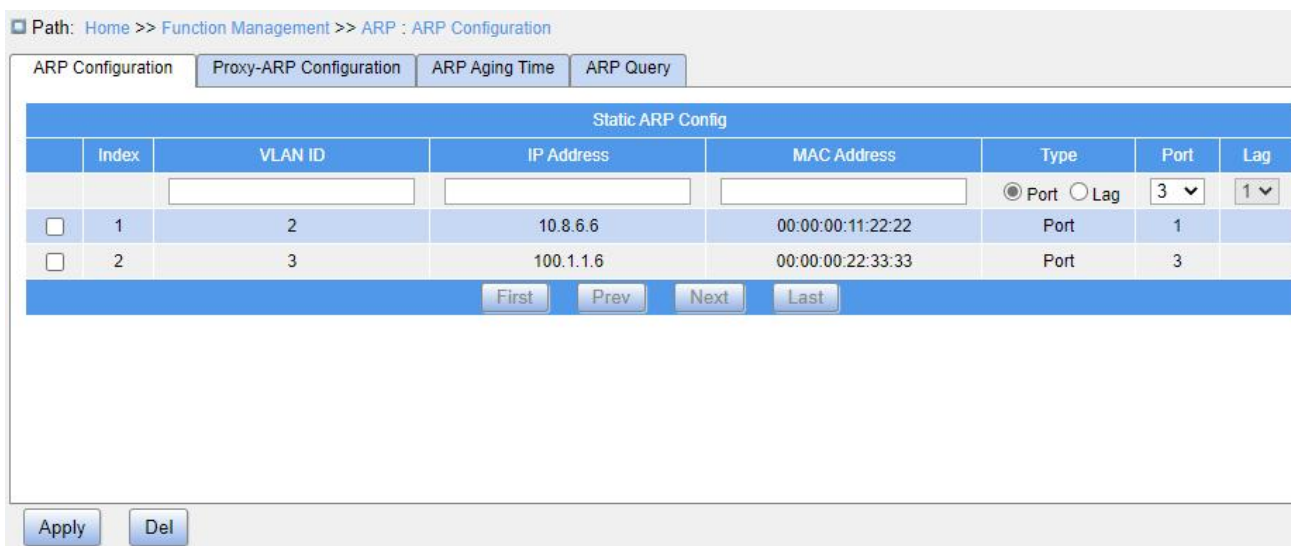 Path: Home >> Function Management >> ARP : ARP Configuration
ARP Configuration Proxy-ARP Configuration ARP Aging Time ARP Query
Static ARP Config
Index VLAN ID IP Address MAC Address Type Port Lag
Port Lag 3 1
1 2 10.8.6.6 00:00:00:11:22:22 Port 1
2 3 100.1.1.6 00:00:00:22:33:33 Port 3
First Prev Next Last
Apply Del